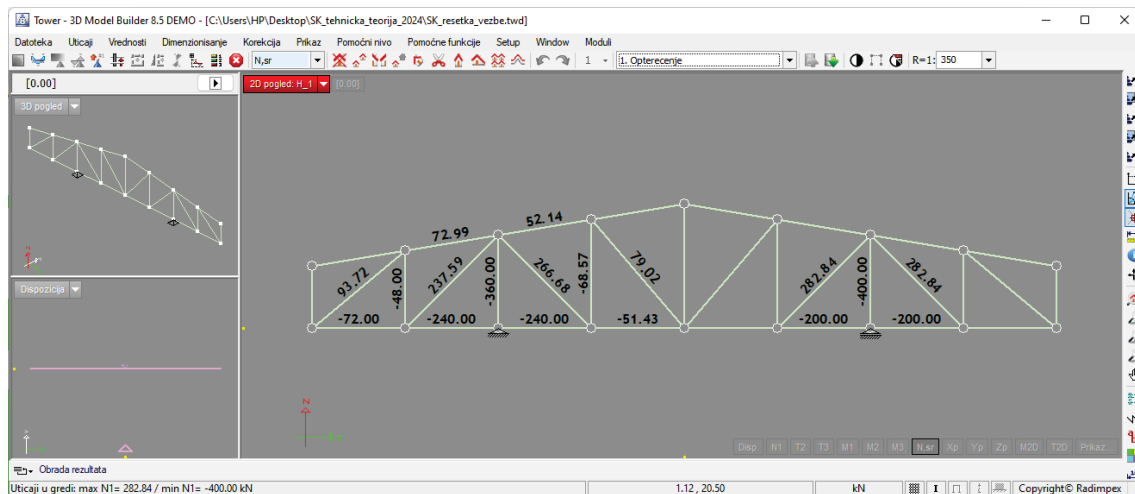 Tower - 3D Model Builder 8.5 DEMO - [C:\Users\HP\Desktop\SK_tehnicka_teorija_2024\SK_resetka_vezbe.twd]
Datoteka Uticaji Vrednosti Dimenzionisanje Korekcija Prikaz Pomoćni nivo Pomoćne funkcije Setup Window Moduli
N,sr 1 1. Opterecenje R=1: 350
[0.00] 2D pogled: H_1 [0.00]
3D pogled
52.14
72.99
93.72 -48.00 237.59 -360.00 266.68 -68.57 79.02 282.84 -400.00 282.84
-72.00 -240.00 -240.00 -51.43 -200.00 -200.00
Dispozicija
Disp N1 T2 T3 M1 M2 M3 N,sr Xp Yp Zp M2D T2D Prikaz...
Obrada rezultata
Uticaji u gredi: max N1= 282.84 / min N1= -400.00 kN 1.12 , 20.50 kN Copyright© Radimpex